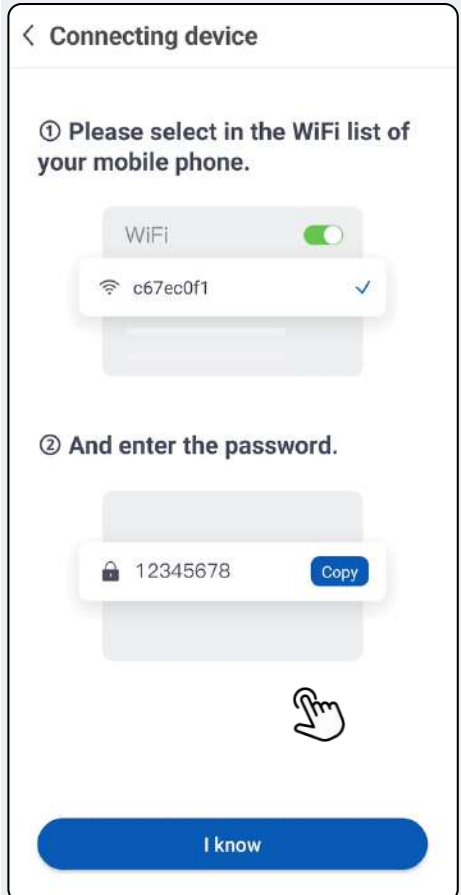 Connecting device
① Please select in the WiFi list of
your mobile phone.
WiFi
c67ec0f1
② And enter the password.
12345678
Copy
I know